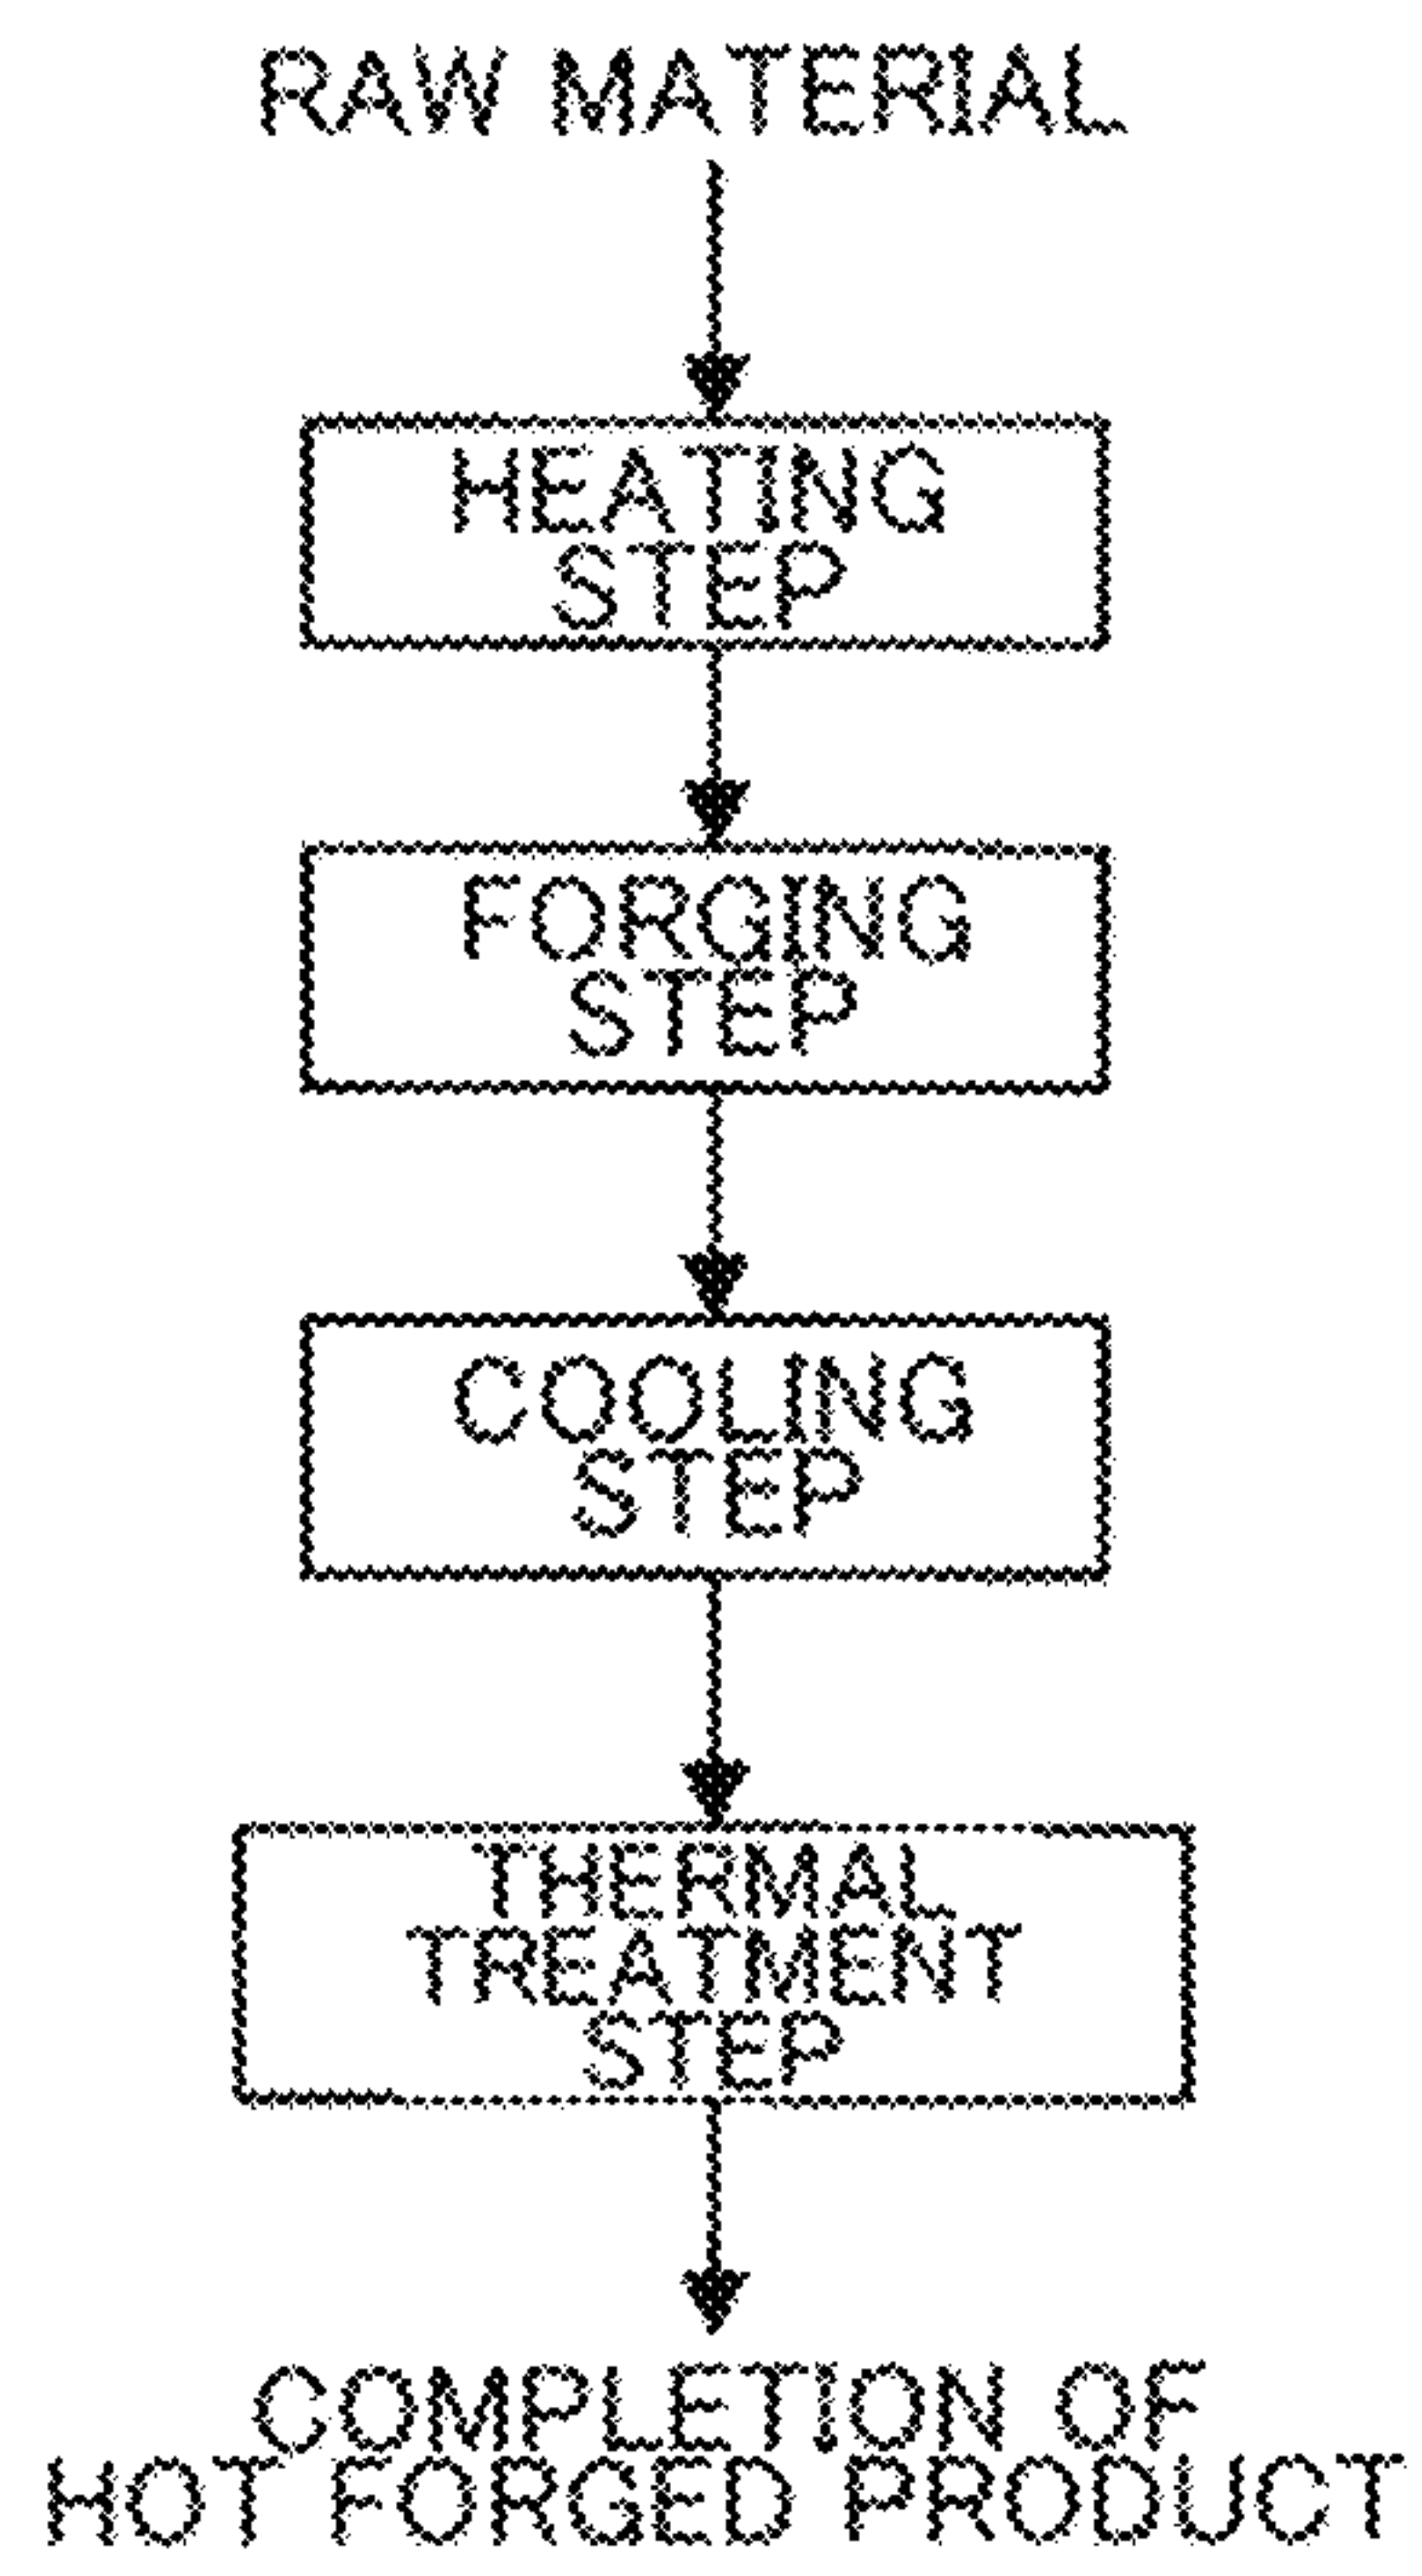 RAW MATERIAL
HEATING
STEP
FORGING
STEP
COOLING
STEP
THERMAL
TREATMENT
STEP
COMPLETION OF
HOT FORGED PRODUCT